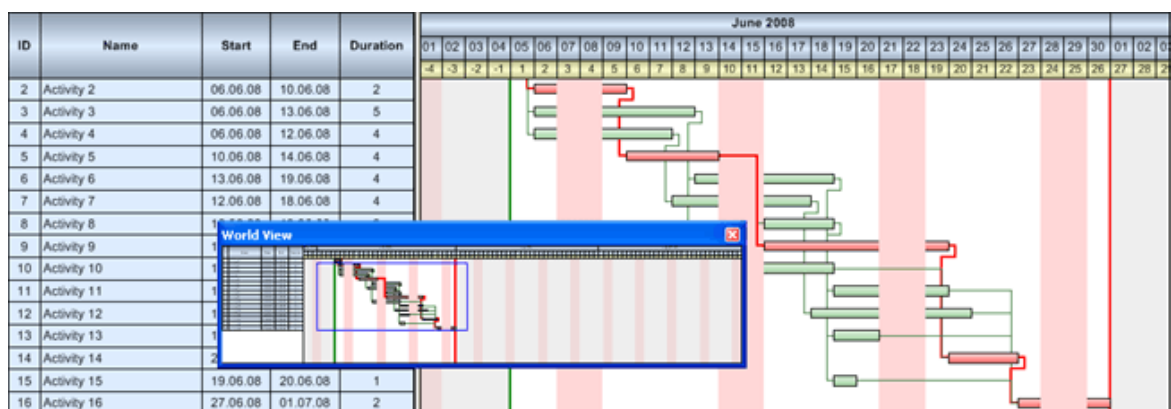 June 2008
ID Name Start End Duration 01 02 03 04 05 06 07 08 09 10 11 12 13 14 15 16 17 18 19 20 21 22 23 24 25 26 27 28 29 30 01 02
-4 -3 -2 -1 1 2 3 4 5 6 7 8 9 10 11 12 13 14 15 16 17 18 19 20 21 22 23 24 25 26 27 28
2 Activity 2 06.06.08 10.06.08 2
3 Activity 3 06.06.08 13.06.08 5
4 Activity 4 06.06.08 12.06.08 4
5 Activity 5 10.06.08 14.06.08 4
6 Activity 6 13.06.08 19.06.08 4
7 Activity 7 12.06.08 18.06.08 4
8 Activity 8
World View
9 Activity 9
10 Activity 10
11 Activity 11
12 Activity 12
13 Activity 13
14 Activity 14
15 Activity 15 19.06.08 20.06.08 1
16 Activity 16 27.06.08 01.07.08 2